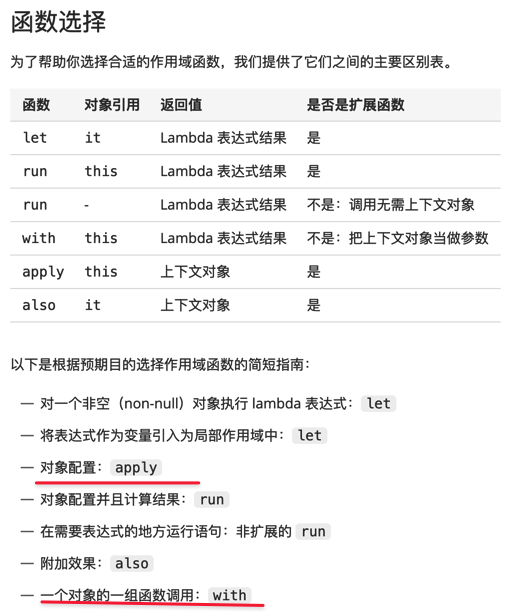 函数选择
为了帮助你选择合适的作用域函数，我们提供了它们之间的主要区别表。
函数 对象引用 返回值 是否是扩展函数
let it Lambda 表达式结果 是
run this Lambda 表达式结果 是
run - Lambda 表达式结果 不是：调用无需上下文对象
with this Lambda 表达式结果 不是：把上下文对象当做参数
apply this 上下文对象 是
also it 上下文对象 是
以下是根据预期目的选择作用域函数的简短指南：
— 对一个非空（non-null）对象执行 lambda 表达式：let
— 将表达式作为变量引入为局部作用域中：let
— 对象配置：apply
— 对象配置并且计算结果：run
— 在需要表达式的地方运行语句：非扩展的 run
— 附加效果：also
— 一个对象的一组函数调用：with